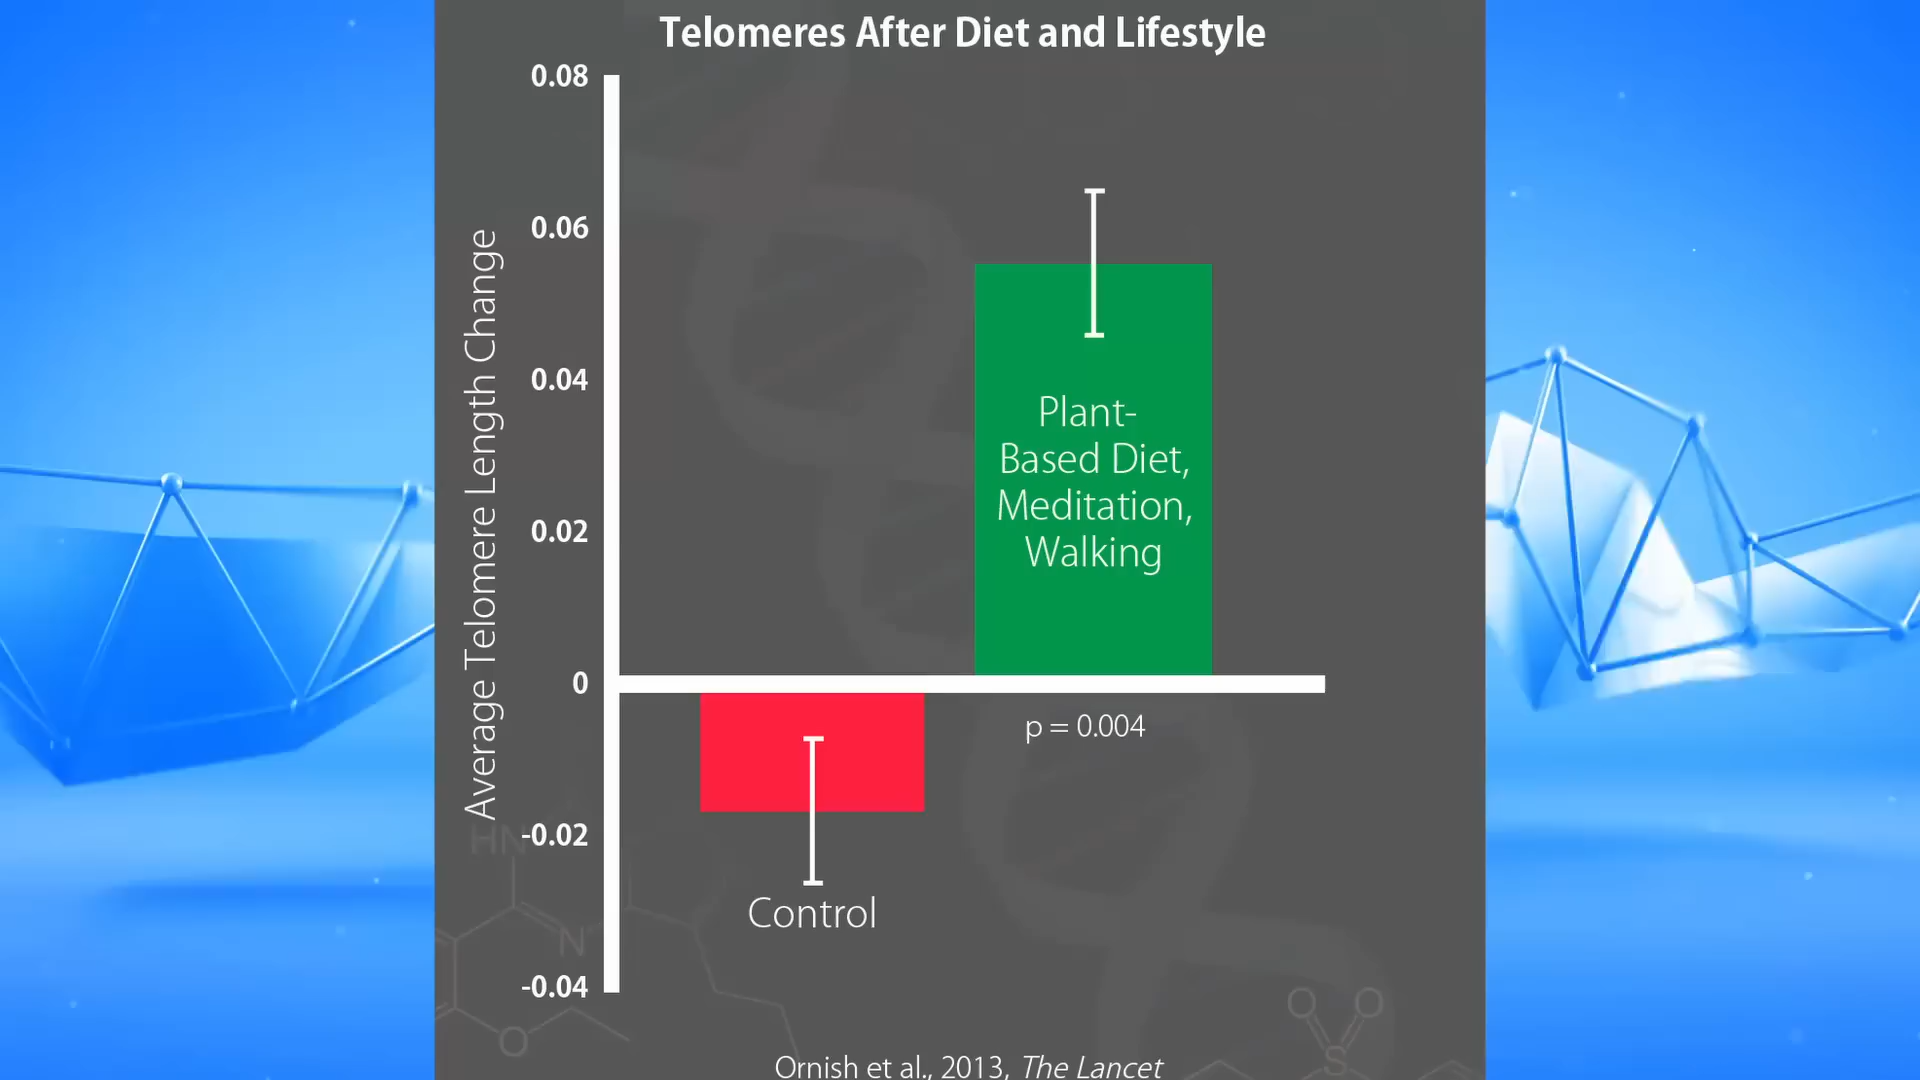 Telomeres After Diet and Lifestyle
Average Telomere Length Change
0.08
0.06
0.04
0.02
0
-0.02
-0.04
Plant-
Based Diet,
Meditation,
Walking
p = 0.004
Control
HN
N
O
O O
S
Ornish et al., 2013, The Lancet